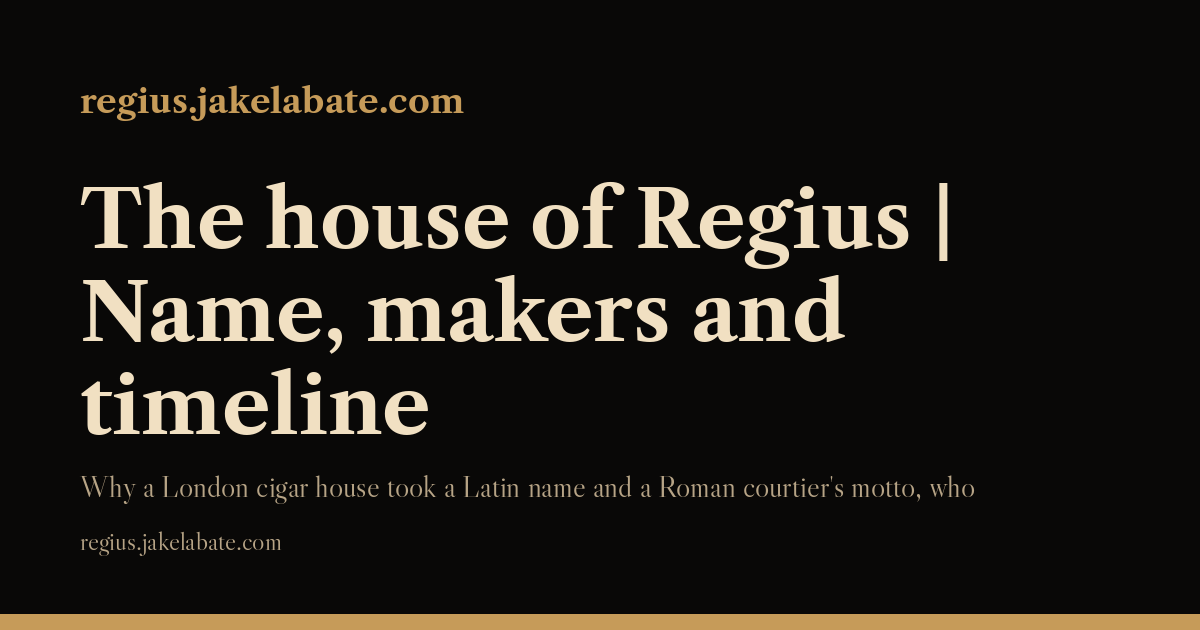 regius.jakelabate.com
The house of Regius |
Name, makers and
timeline
Why a London cigar house took a Latin name and a Roman courtier's motto, who
regius.jakelabate.com